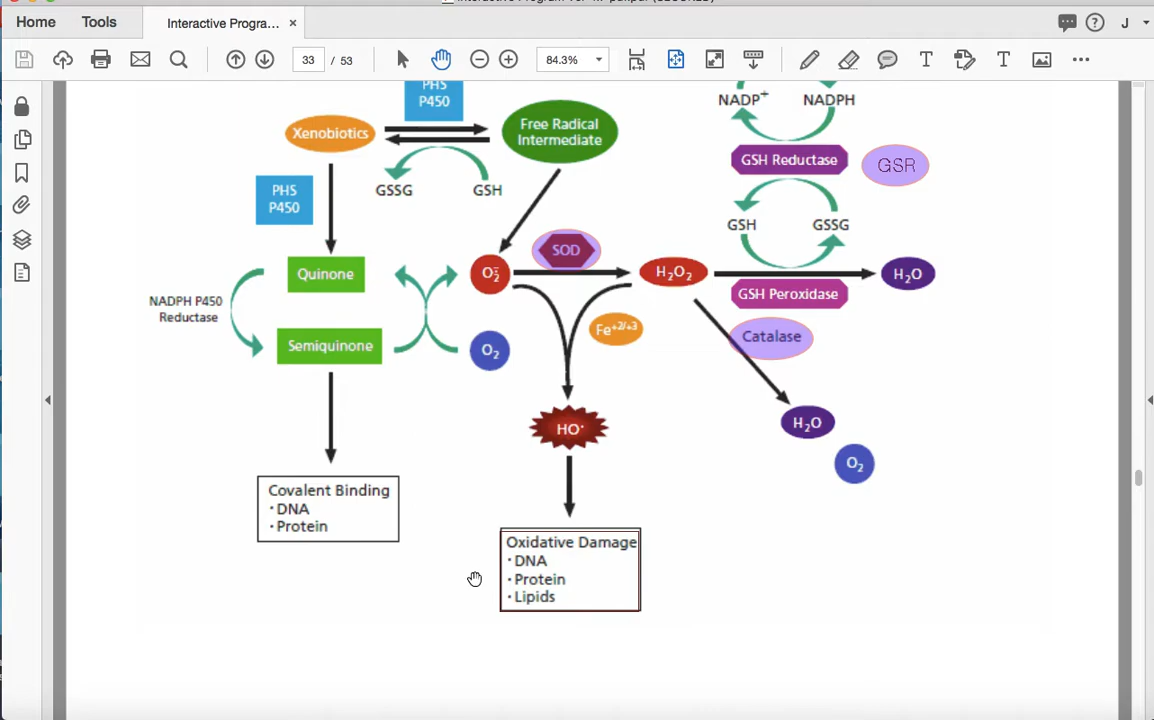 Home
Tools
Interactive Progra...
×
J
33
/ 53
84.3%
PHS
P450
NADP⁺
NADPH
Xenobiotics
Free Radical
Intermediate
GSH Reductase
GSR
GSSG
GSH
PHS
P450
GSH
GSSG
SOD
Quinone
O₂⁻
H₂O₂
H₂O
NADPH P450
Reductase
GSH Peroxidase
Fe⁺²/⁺³
Catalase
Semiquinone
O₂
HO·
H₂O
O₂
Covalent Binding
· DNA
· Protein
Oxidative Damage
· DNA
· Protein
· Lipids